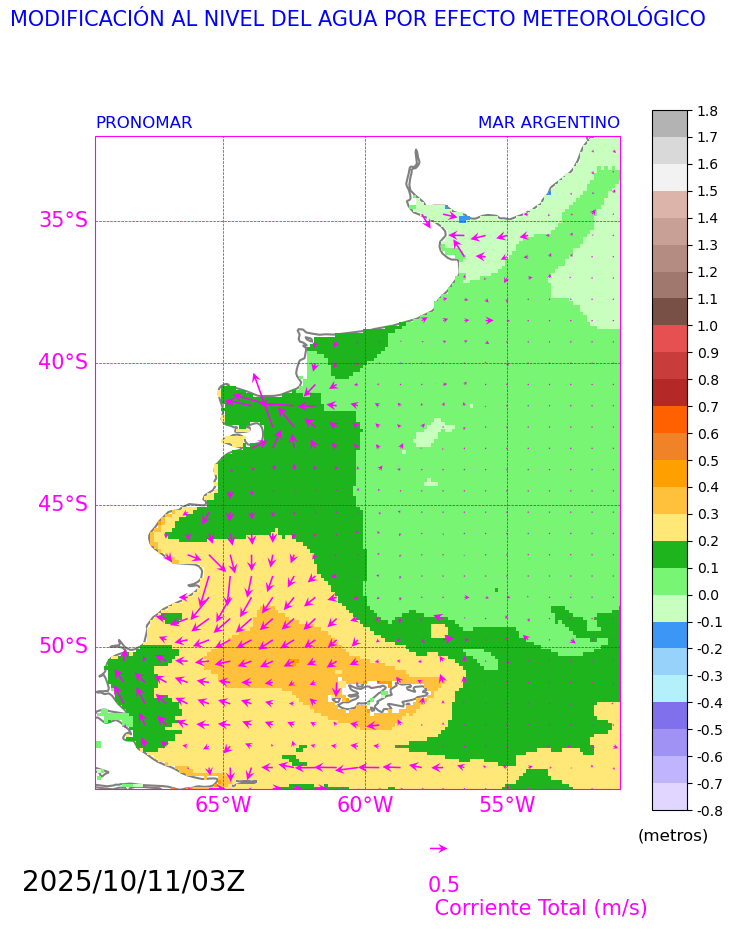 MODIFICACIÓN AL NIVEL DEL AGUA POR EFECTO METEOROLÓGICO
PRONOMAR
MAR ARGENTINO
35°S
40°S
45°S
50°S
65°W
60°W
55°W
1.8
1.7
1.6
1.5
1.4
1.3
1.2
1.1
1.0
0.9
0.8
0.7
0.6
0.5
0.4
0.3
0.2
0.1
0.0
-0.1
-0.2
-0.3
-0.4
-0.5
-0.6
-0.7
-0.8
(metros)
2025/10/11/03Z
0.5
Corriente Total (m/s)